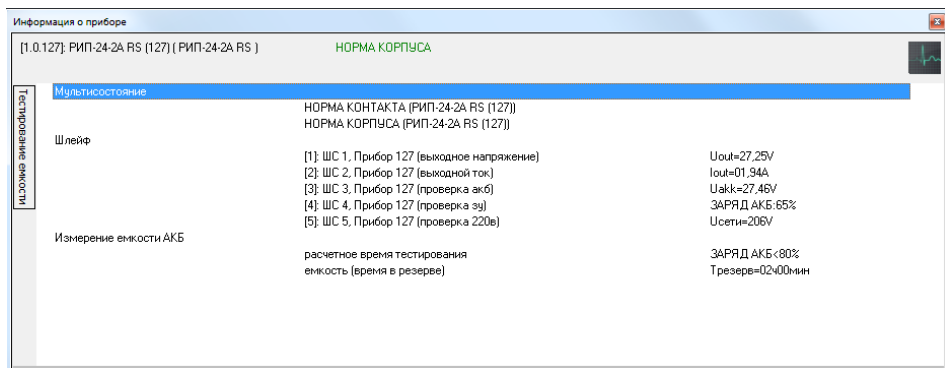 Информация о приборе
[1.0.127]: РИП-24-2А RS (127) ( РИП-24-2А RS ) НОРМА КОРПУСА
Тестирование емкости
Мультисостояние
НОРМА КОНТАКТА (РИП-24-2А RS (127))
НОРМА КОРПУСА (РИП-24-2А RS (127))
Шлейф
[1]: ШС 1, Прибор 127 (выходное напряжение) Uout=27,25V
[2]: ШС 2, Прибор 127 (выходной ток) Iout=01,94A
[3]: ШС 3, Прибор 127 (проверка акб) Uakk=27,46V
[4]: ШС 4, Прибор 127 (проверка зу) ЗАРЯД АКБ:65%
[5]: ШС 5, Прибор 127 (проверка 220в) Uсети=206V
Измерение емкости АКБ
расчетное время тестирования ЗАРЯД АКБ<80%
емкость (время в резерве) Трезерв=02ч00мин